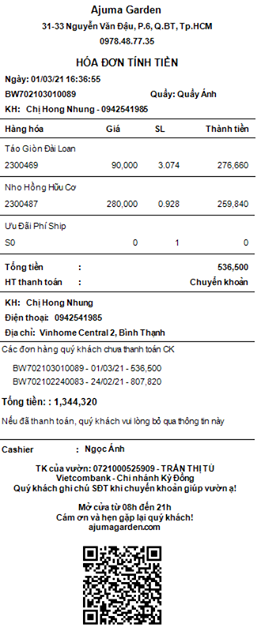 Ajuma Garden
31-33 Nguyễn Văn Đậu, P.6, Q.BT, Tp.HCM
0978.48.77.35
HÓA ĐƠN TÍNH TIỀN
Ngày: 01/03/21 16:36:55
BW702103010089 Quầy: Quầy Ánh
KH: Chị Hong Nhung - 0942541985
Hàng hóa Giá SL Thành tiền
Táo Giòn Đài Loan
2300469 90,000 3.074 276,660
Nho Hồng Hữu Cơ
2300487 280,000 0.928 259,840
Ưu Đãi Phí Ship
S0 0 1 0
Tổng tiền : 536,500
HT thanh toán : Chuyển khoản
KH: Chị Hong Nhung
Điện thoại: 0942541985
Địa chỉ: Vinhome Central 2, Bình Thạnh
Các đơn hàng quý khách chưa thanh toán CK
BW702103010089 - 01/03/21 - 536,500
BW702102240083 - 24/02/21 - 807,820
Tổng tiền: : 1,344,320
Nếu đã thanh toán, quý khách vui lòng bỏ qua thông tin này
Cashier : Ngọc Ánh
TK của vườn: 0721000525909 - TRẦN THỊ TÚ
Vietcombank - Chi nhánh Kỳ Đồng
Quý khách ghi chú SĐT khi chuyển khoản giúp vườn ạ!
Mở cửa từ 08h đến 21h
Cám ơn và hẹn gặp lại quý khách!
ajumagarden.com